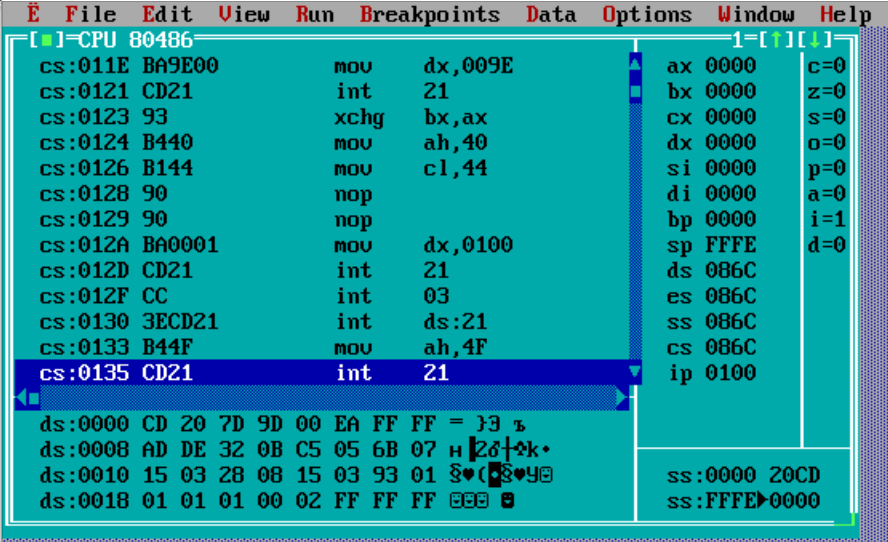 Ё File Edit View Run Breakpoints Data Options Window Help
[■]=CPU 80486 1=[↑][↓]
cs:011E BA9E00 mov dx,009E ax 0000 c=0
cs:0121 CD21 int 21 bx 0000 z=0
cs:0123 93 xchg bx,ax cx 0000 s=0
cs:0124 B440 mov ah,40 dx 0000 o=0
cs:0126 B144 mov cl,44 si 0000 p=0
cs:0128 90 nop di 0000 a=0
cs:0129 90 nop bp 0000 i=1
cs:012A BA0001 mov dx,0100 sp FFFE d=0
cs:012D CD21 int 21 ds 086C
cs:012F CC int 03 es 086C
cs:0130 3ECD21 int ds:21 ss 086C
cs:0133 B44F mov ah,4F cs 086C
cs:0135 CD21 int 21 ip 0100
ds:0000 CD 20 7D 9D 00 EA FF FF = }Э ъ
ds:0008 AD DE 32 0B C5 05 6B 07 н▐2♂┼♣k•
ds:0010 15 03 28 08 15 03 93 01 §♥(◘§♥У☺ ss:0000 20CD
ds:0018 01 01 01 00 02 FF FF FF ☺☺☺ ☻ ss:FFFE►0000